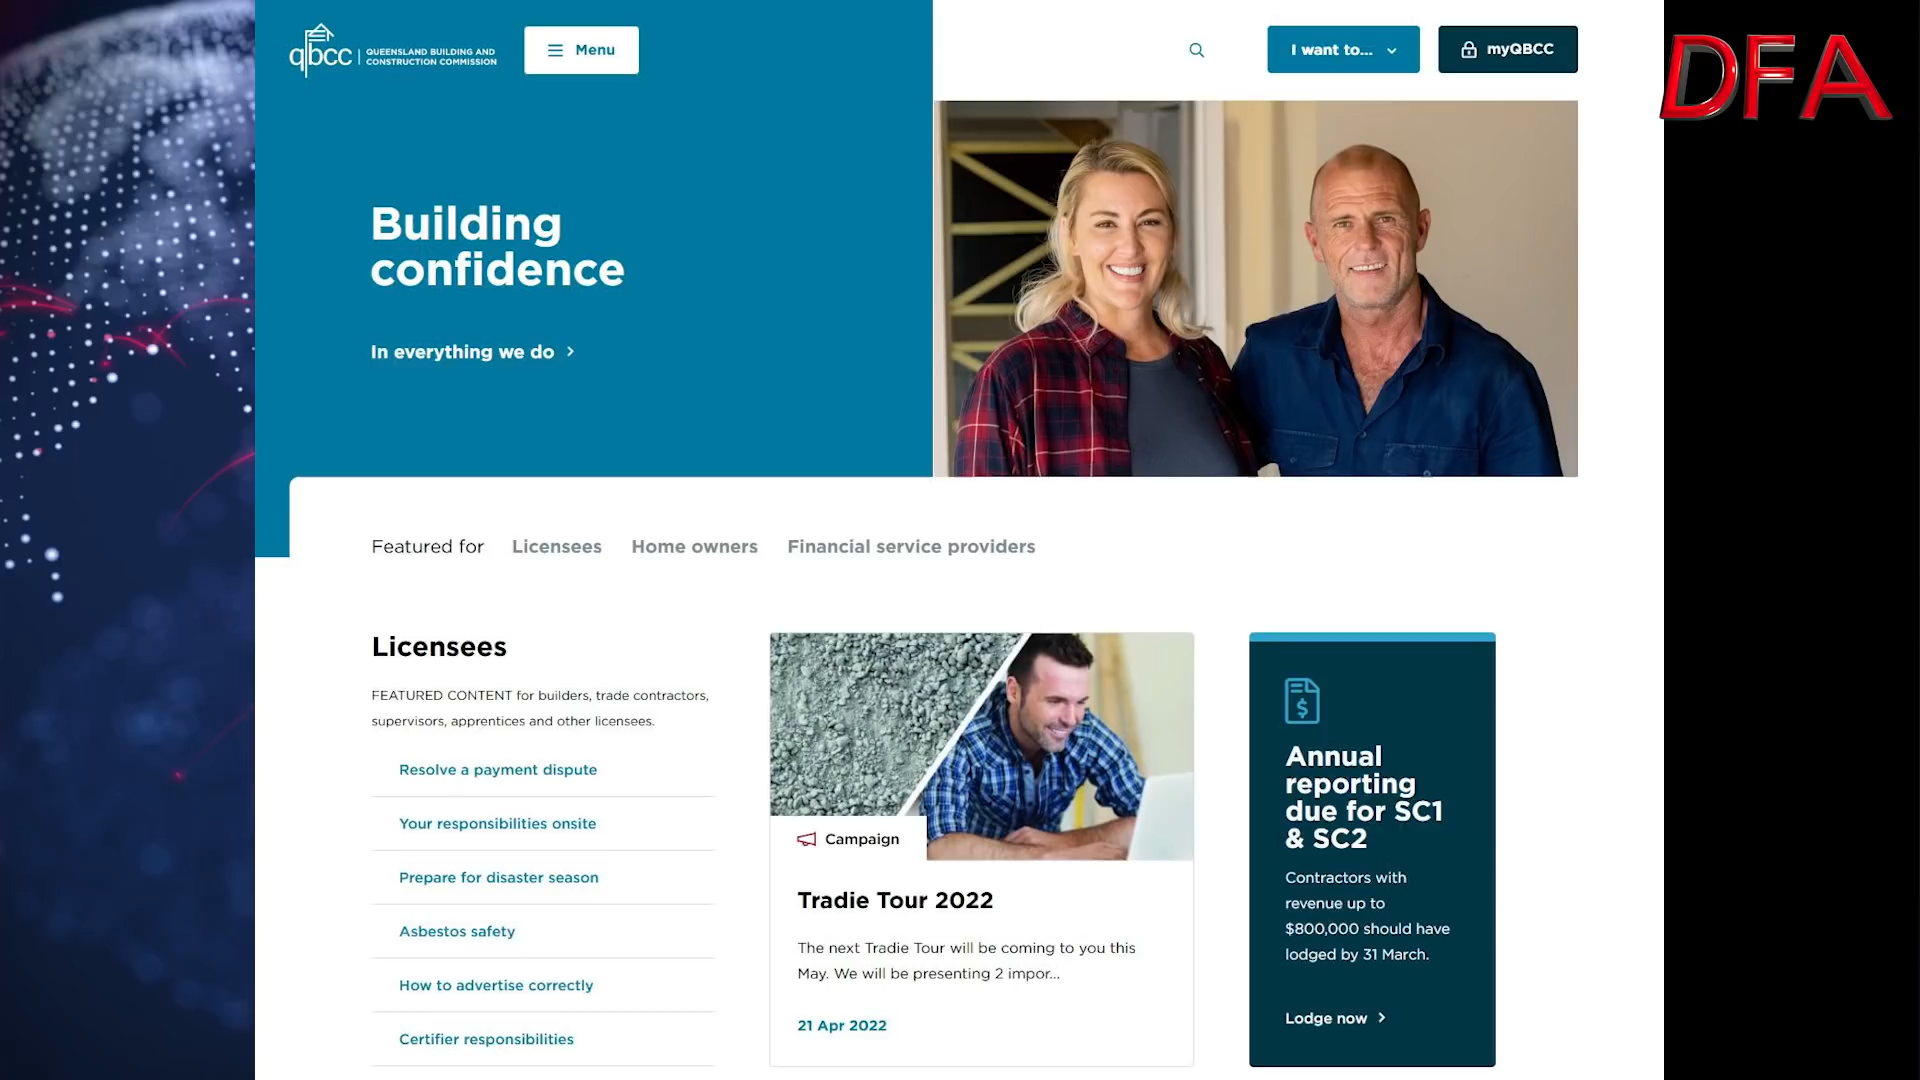 qbcc
QUEENSLAND BUILDING AND
CONSTRUCTION COMMISSION
Menu
I want to...
myQBCC
DFA
Building
confidence
In everything we do
Featured for
Licensees
Home owners
Financial service providers
Licensees
FEATURED CONTENT for builders, trade contractors,
supervisors, apprentices and other licensees.
Resolve a payment dispute
Your responsibilities onsite
Prepare for disaster season
Asbestos safety
How to advertise correctly
Certifier responsibilities
Campaign
Tradie Tour 2022
The next Tradie Tour will be coming to you this
May. We will be presenting 2 impor...
21 Apr 2022
$
Annual
reporting
due for SC1
& SC2
Contractors with
revenue up to
$800,000 should have
lodged by 31 March.
Lodge now